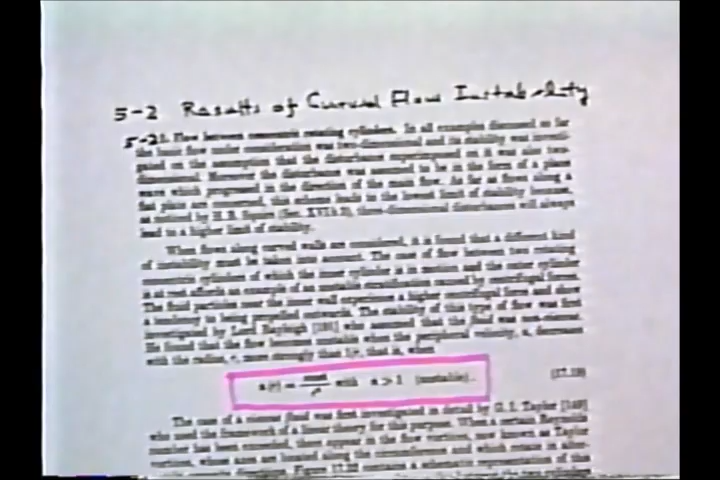 5-2 Results of Curved Flow Instability
5-21. Flow between concentric rotating cylinders. In all examples discussed so far
the basic flow under consideration was two-dimensional and its stability was investi-
gated on the assumption that the disturbance superimposed on it was also two-
dimensional. Moreover the disturbance was assumed to be in the form of a plane
wave which progressed in the direction of the main flow. As far as flows along a
flat plate are concerned, this scheme leads to the lowest limit of stability because,
as shown by H. B. Squire three-dimensional disturbances will always
lead to a higher limit of stability.
When flows along curved walls are considered, it is found that a different kind
of instability must be taken into account. The case of flow between two rotating
concentric cylinders of which the inner cylinder is in motion and the outer cylinder
is at rest affords an example of an unstable stratification caused by centrifugal forces.
The fluid particles near the inner wall experience a higher centrifugal force and show
a tendency to being propelled outwards. The stability of this type of flow was first
investigated by Lord Rayleigh who assumed that the fluid was non-viscous.
He found that the flow becomes unstable when the peripheral velocity, u, decreases
with the radius, r, more strongly than 1/r, that is, when
u(r) = const / rⁿ with n > 1 (unstable).
The case of a viscous fluid was first investigated in detail by G. I. Taylor
who used the framework of a linear theory for this purpose. When a certain Reynolds
number has been exceeded, there appear in the flow vortices, now known as Taylor
vortices, whose axes are located along the circumference and which rotate in alter-
Figure 17.32 contains a schematic representation of this